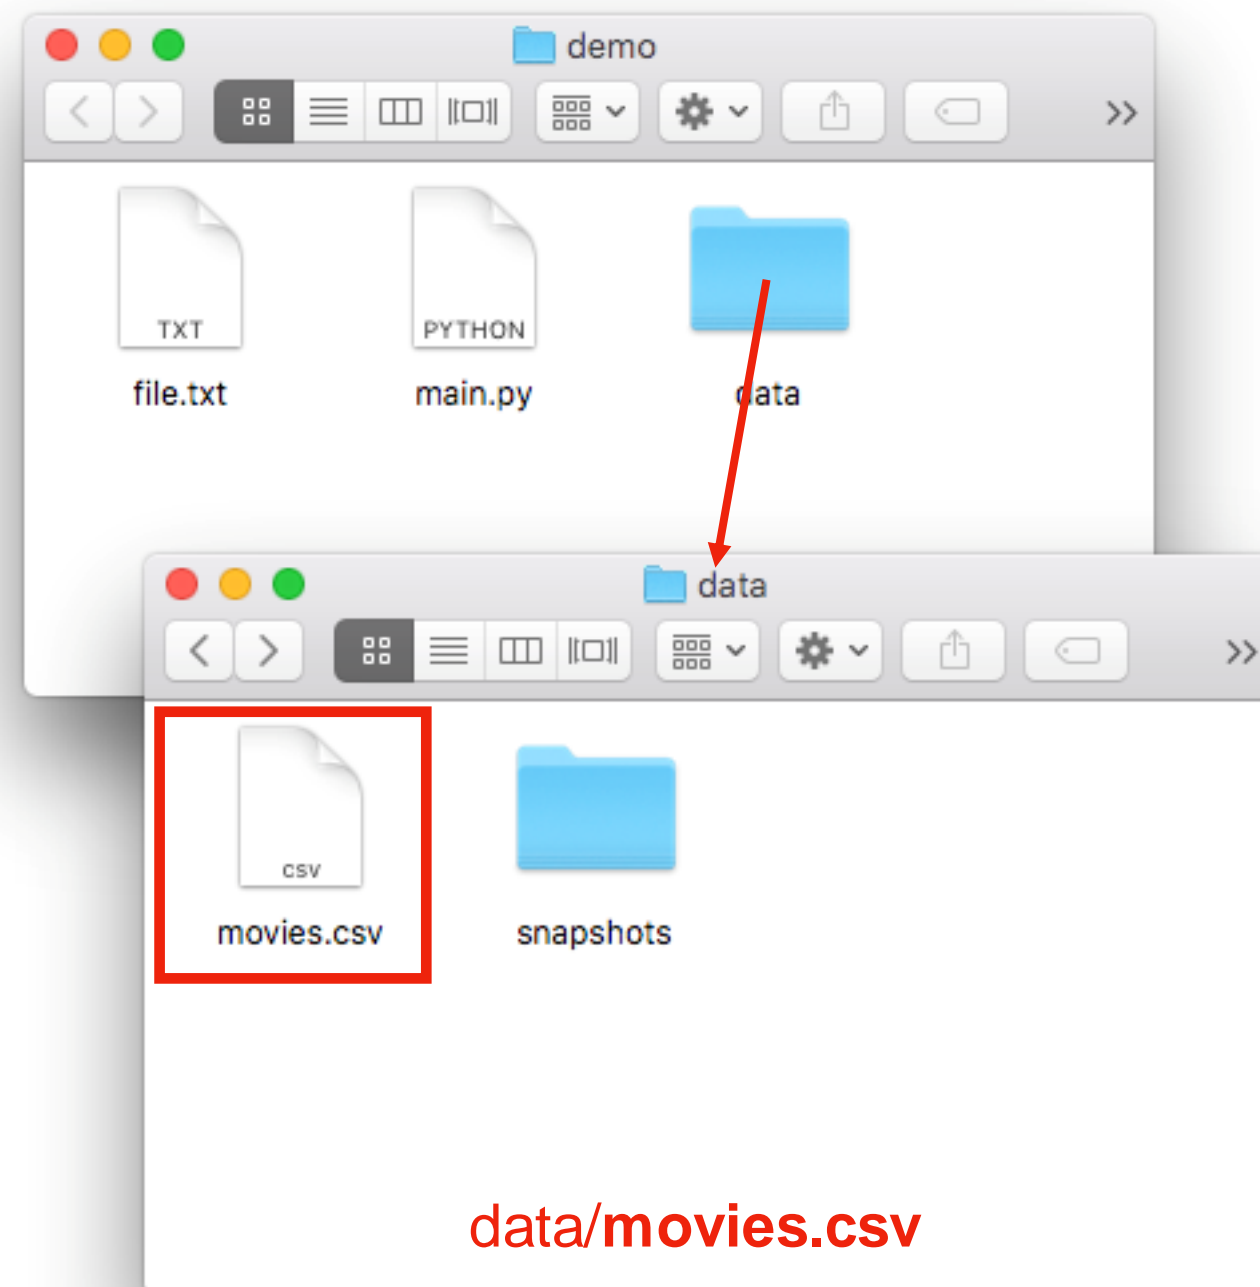 demo
TXT
PYTHON
file.txt
main.py
data
data
CSV
movies.csv
snapshots
data/movies.csv